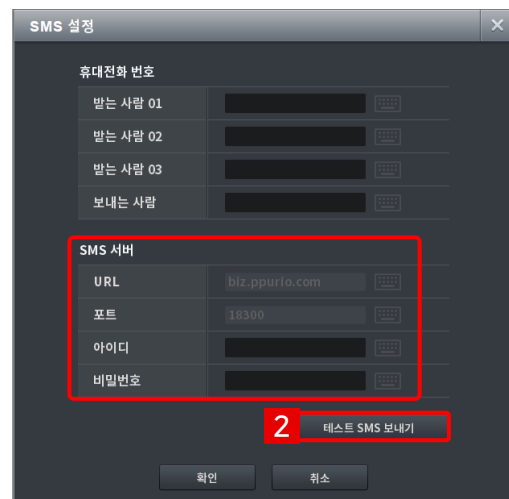 SMS 설정
휴대전화 번호
받는 사람 01
받는 사람 02
받는 사람 03
보내는 사람
SMS 서버
URL biz.ppurio.com
포트 18300
아이디
비밀번호
2 테스트 SMS 보내기
확인 취소